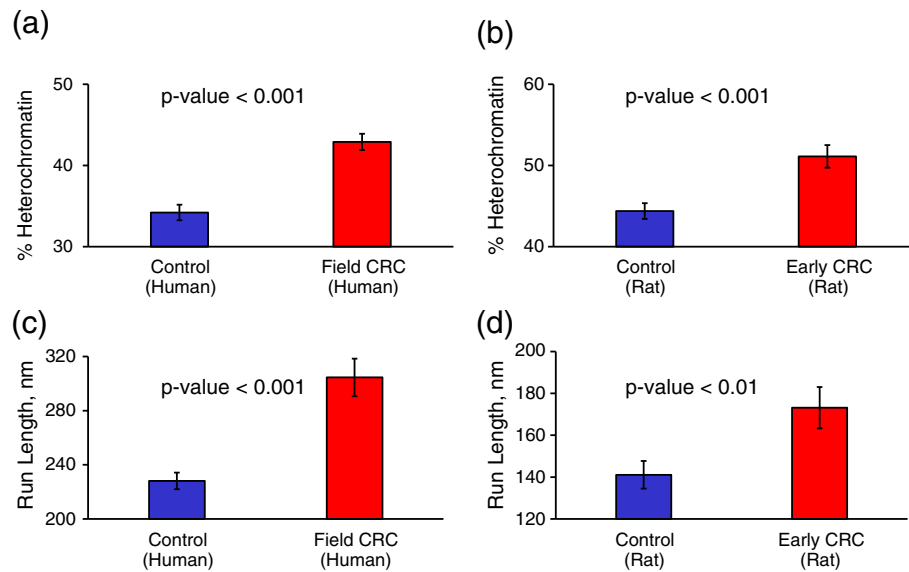 (a)
% Heterochromatin
50
40
30
p-value < 0.001
Control
(Human)
Field CRC
(Human)
(b)
% Heterochromatin
60
50
40
p-value < 0.001
Control
(Rat)
Early CRC
(Rat)
(c)
Run Length, nm
320
280
240
200
p-value < 0.001
Control
(Human)
Field CRC
(Human)
(d)
Run Length, nm
200
180
160
140
120
p-value < 0.01
Control
(Rat)
Early CRC
(Rat)